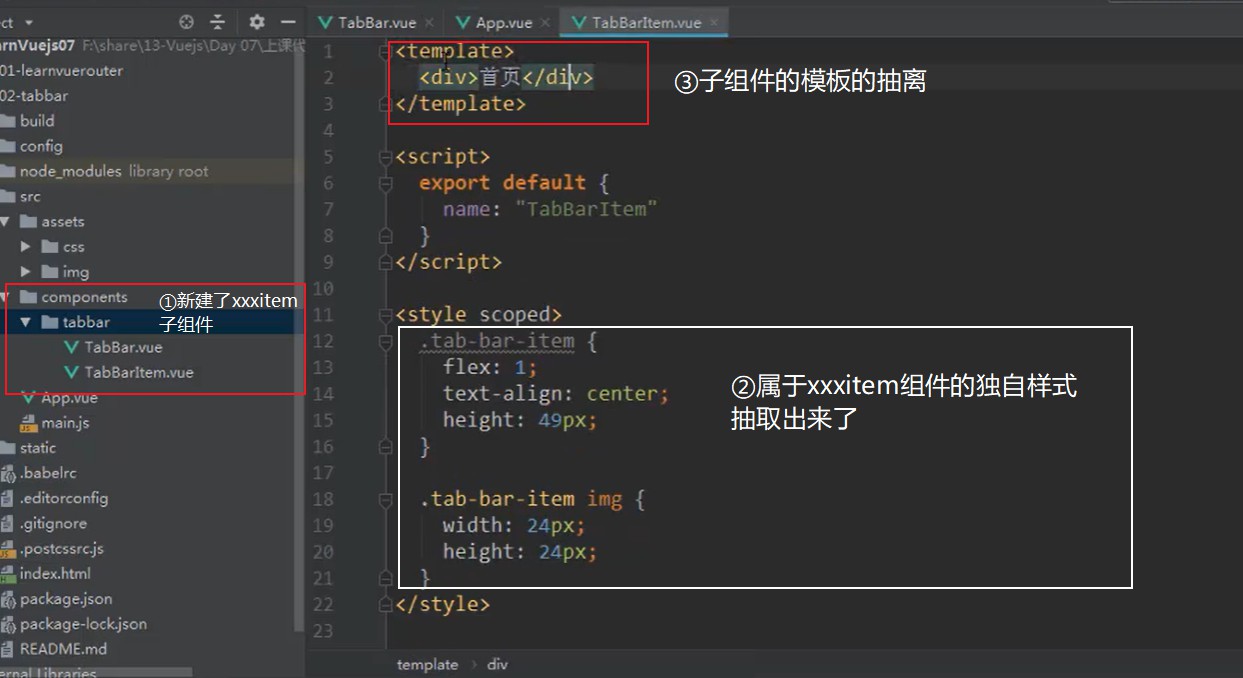 ct
TabBar.vue
App.vue
TabBarItem.vue
arnVuejs07 F:\share\13-Vuejs\Day 07\上课代
01-learnvuerouter
02-tabbar
build
config
node_modules library root
src
assets
css
img
components
tabbar
TabBar.vue
TabBarItem.vue
App.vue
main.js
static
.babelrc
.editorconfig
.gitignore
.postcssrc.js
index.html
package.json
package-lock.json
README.md
ernal Libraries
①新建了xxxitem
子组件
1 <template>
2 <div>首页</div>
3 </template>
4
5 <script>
6 export default {
7 name: "TabBarItem"
8 }
9 </script>
10
11 <style scoped>
12 .tab-bar-item {
13 flex: 1;
14 text-align: center;
15 height: 49px;
16 }
17
18 .tab-bar-item img {
19 width: 24px;
20 height: 24px;
21 }
22 </style>
23
③子组件的模板的抽离
②属于xxxitem组件的独自样式
抽取出来了
template › div